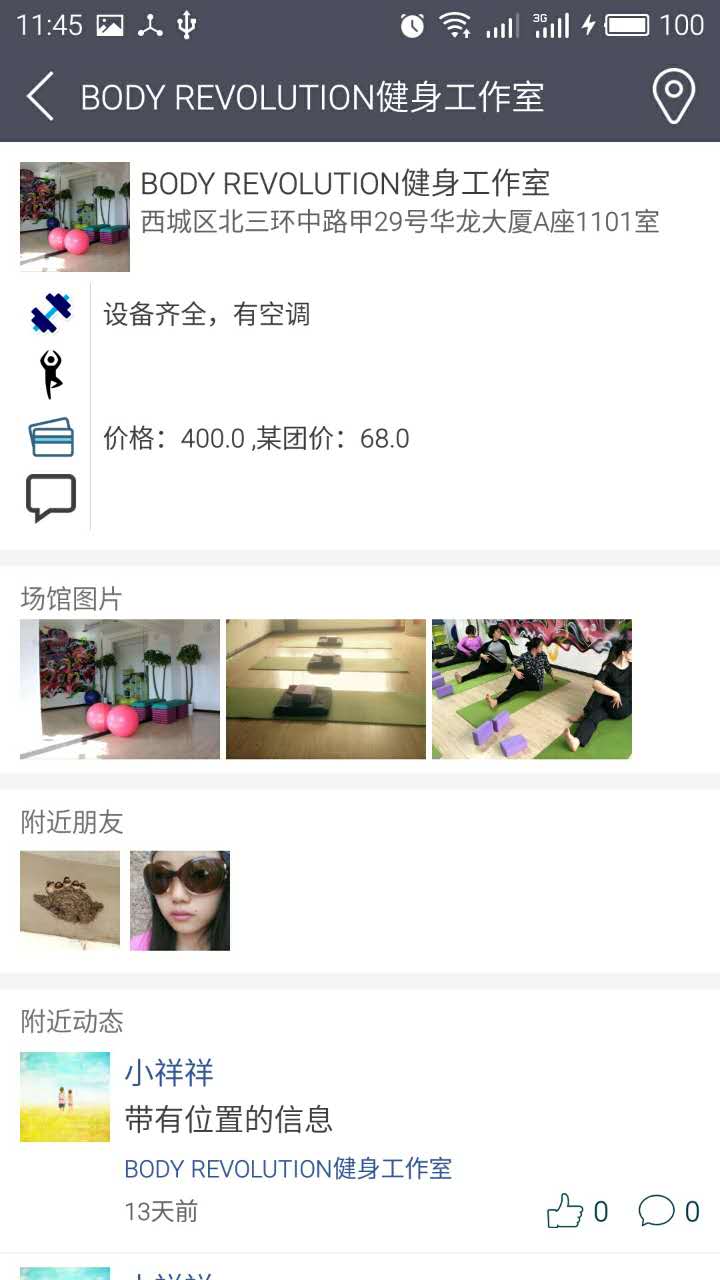 11:45
3G
100
BODY REVOLUTION健身工作室
BODY REVOLUTION健身工作室
西城区北三环中路甲29号华龙大厦A座1101室
设备齐全，有空调
价格：400.0 ,某团价：68.0
场馆图片
附近朋友
附近动态
小祥祥
带有位置的信息
BODY REVOLUTION健身工作室
13天前
0
0